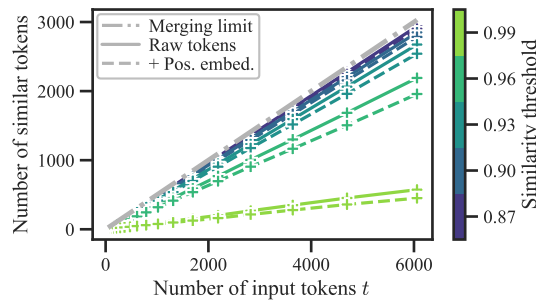 Merging limit
Raw tokens
+ Pos. embed.
Number of similar tokens
3000
2000
1000
0
0
2000
4000
6000
Number of input tokens t
0.99
0.96
0.93
0.90
0.87
Similarity threshold